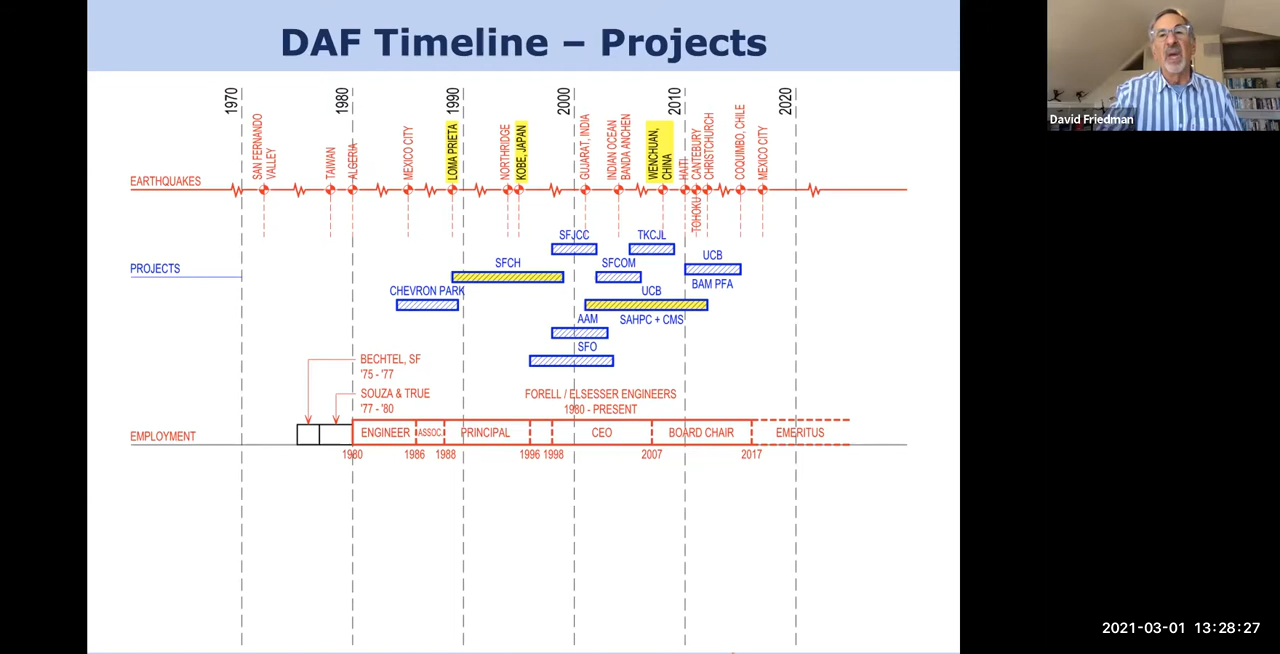 DAF Timeline – Projects
David Friedman
1970
1980
1990
2000
2010
2020
SAN FERNANDO
VALLEY
TAIWAN
ALGERIA
MEXICO CITY
LOMA PRIETA
NORTHRIDGE
KOBE, JAPAN
GUJARAT, INDIA
INDIAN OCEAN
BANDA ANCHEN
WENCHUAN,
CHINA
HAITI
CANTEBURY
CHRISTCHURCH
COQUIMBO, CHILE
MEXICO CITY
EARTHQUAKES
TOHOKU
SFJCC
TKCJL
UCB
PROJECTS
SFCH
SFCOM
BAM PFA
CHEVRON PARK
UCB
AAM
SAHPC + CMS
SFO
BECHTEL, SF
'75 - '77
SOUZA & TRUE
'77 - '80
FORELL / ELSESSER ENGINEERS
1980 - PRESENT
EMPLOYMENT
ENGINEER
ASSOC.
PRINCIPAL
CEO
BOARD CHAIR
EMERITUS
1980
1986
1988
1996
1998
2007
2017
2021-03-01 13:28:27